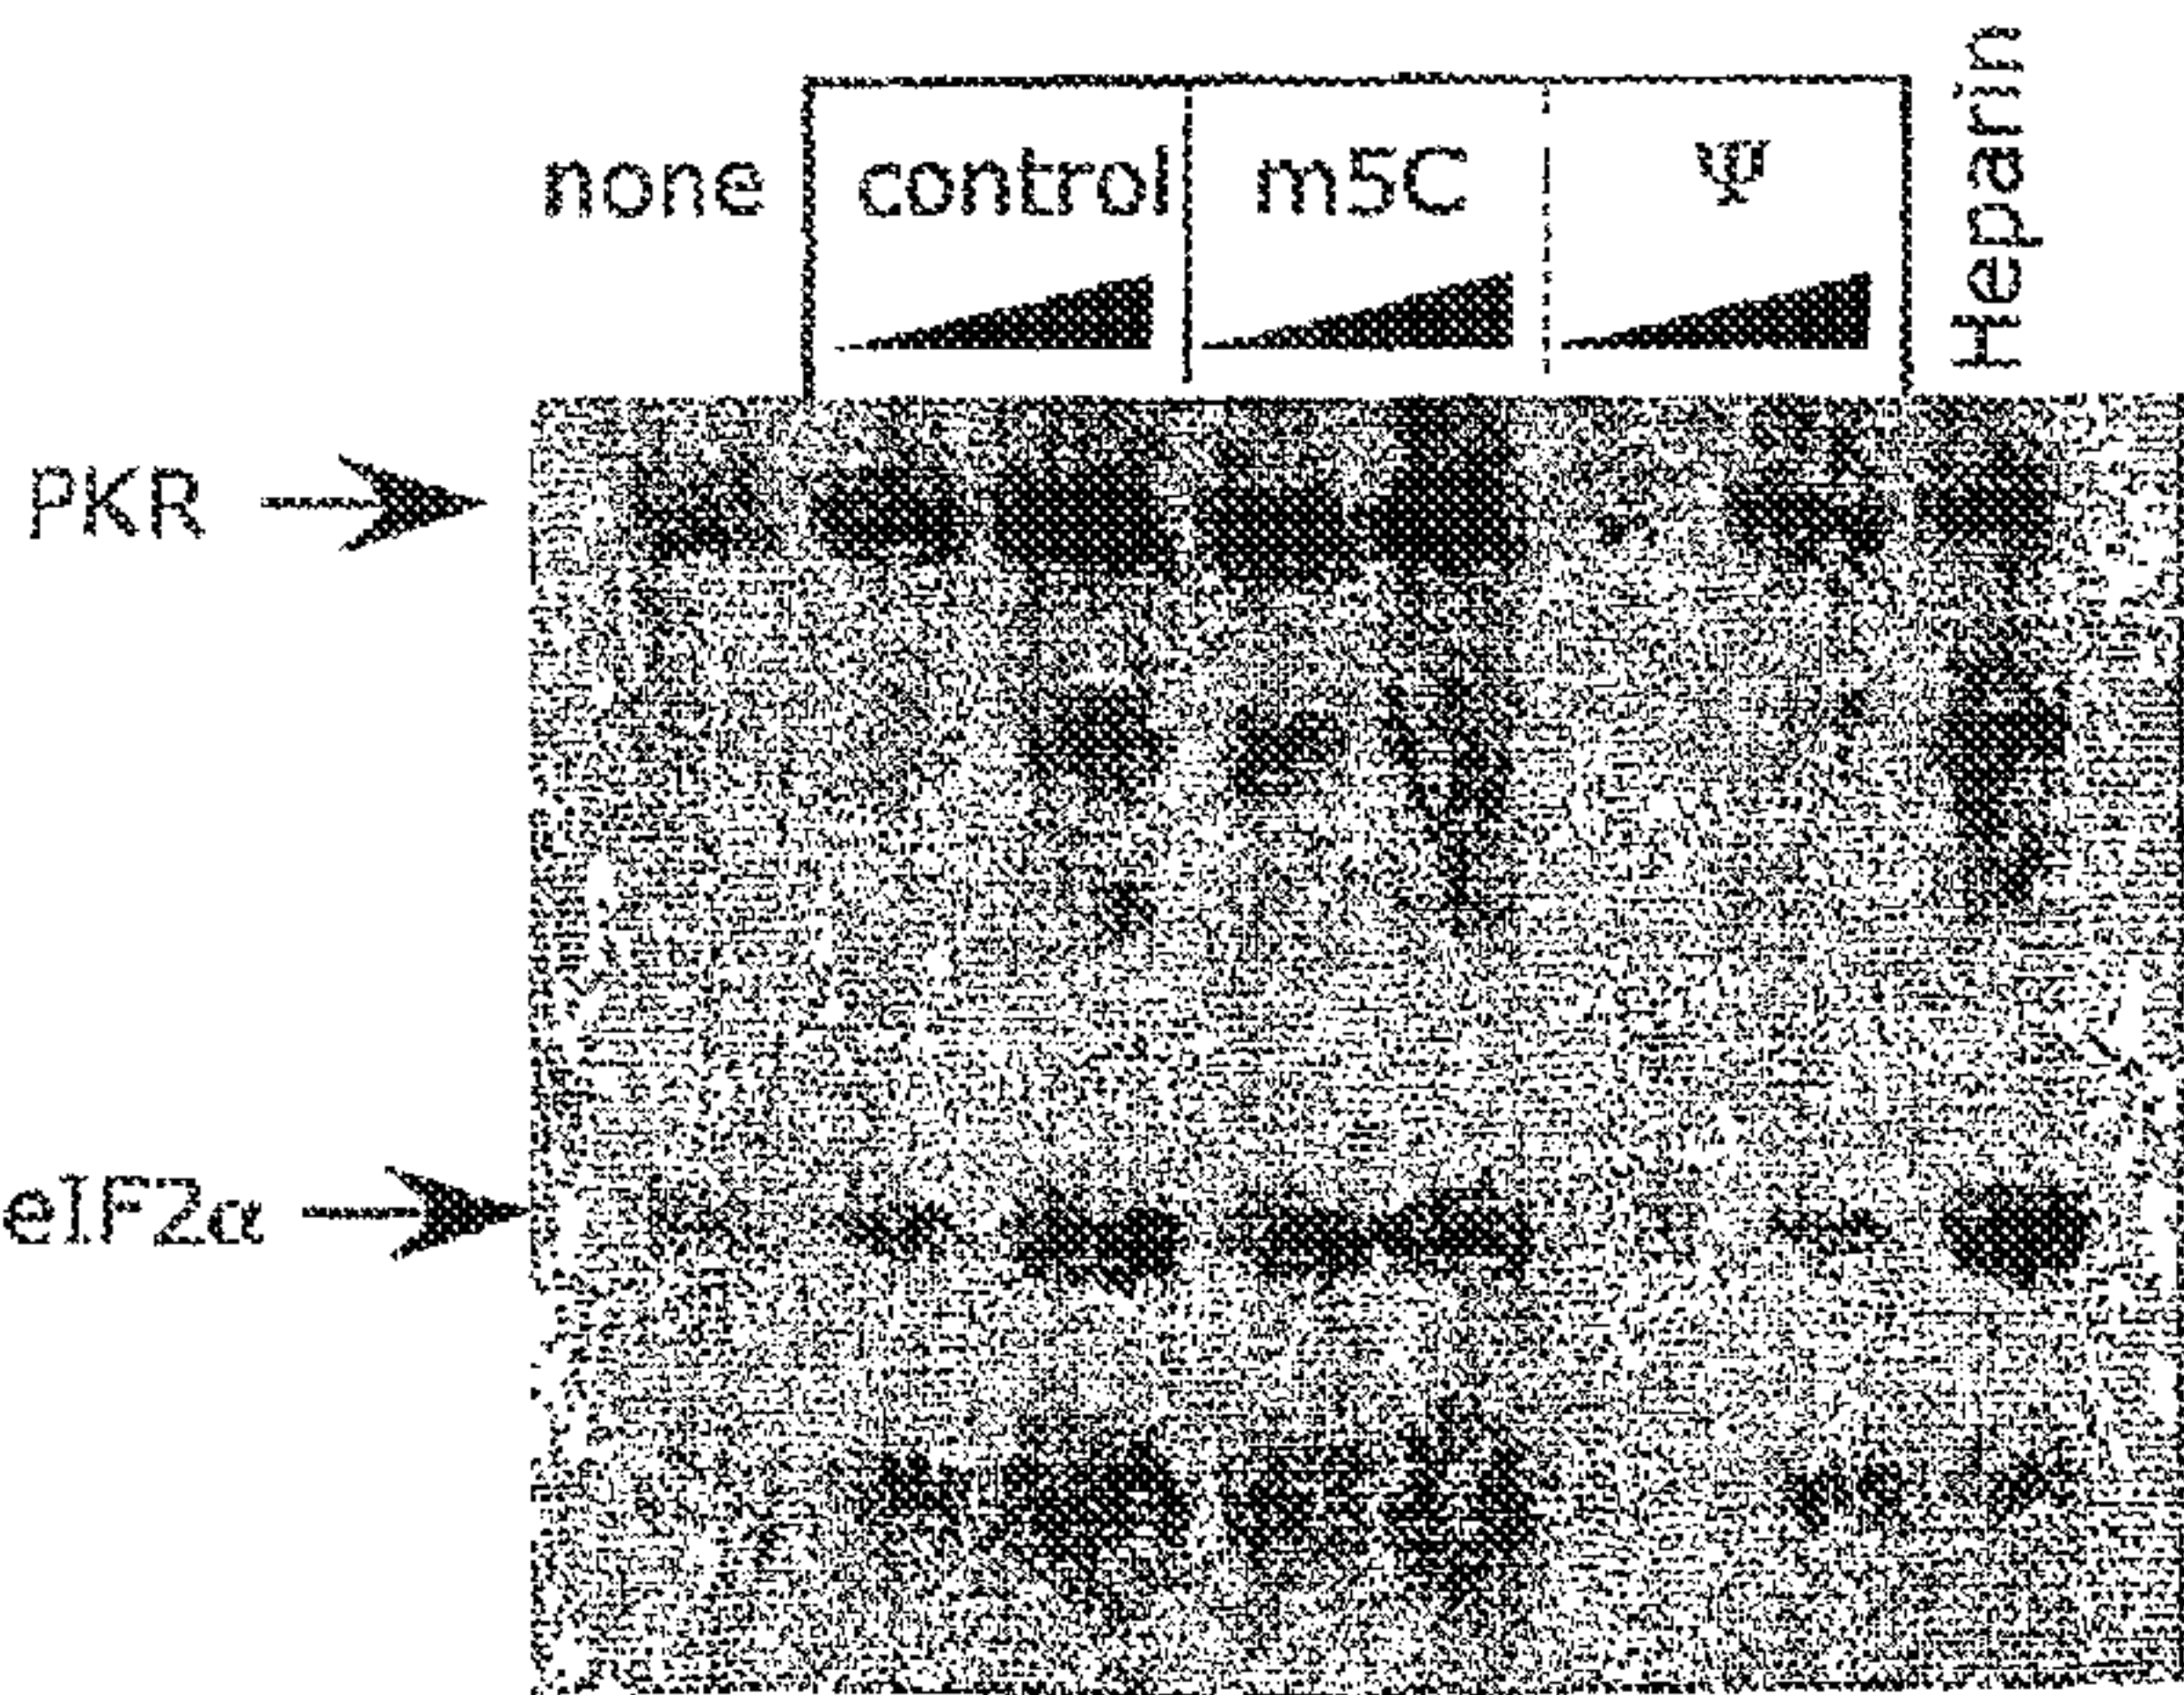 none control m5C Ψ Heparin
PKR
eIF2α